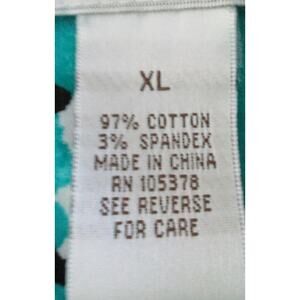 XL
97% COTTON
3% SPANDEX
MADE IN CHINA
RN 105378
SEE REVERSE
FOR CARE